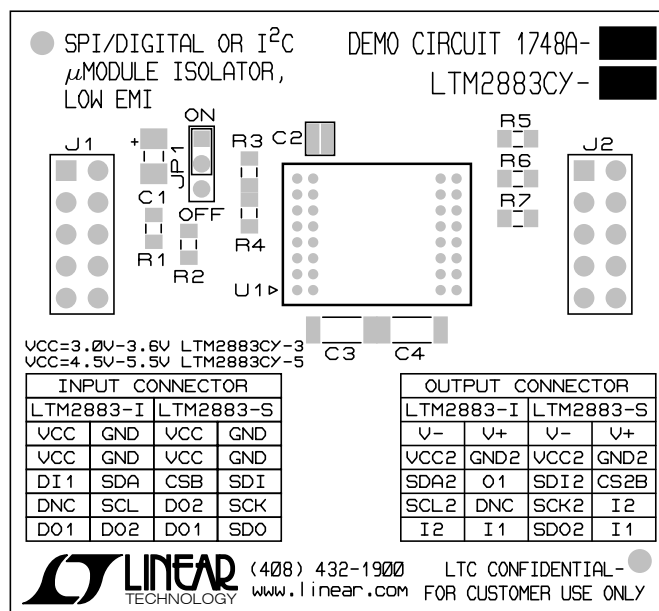 SPI/DIGITAL OR I²C
μMODULE ISOLATOR,
LOW EMI
DEMO CIRCUIT 1748A-
LTM2883CY-
J1
+
C1
ON
JP1
OFF
R1
R2
R3
R4
C2
U1
R5
R6
R7
J2
C3
C4
VCC=3.0V-3.6V LTM2883CY-3
VCC=4.5V-5.5V LTM2883CY-5
INPUT CONNECTOR
LTM2883-I LTM2883-S
VCC GND VCC GND
VCC GND VCC GND
DI1 SDA CSB SDI
DNC SCL DO2 SCK
DO1 DO2 DO1 SDO
OUTPUT CONNECTOR
LTM2883-I LTM2883-S
V- V+ V- V+
VCC2 GND2 VCC2 GND2
SDA2 O1 SDI2 CS2B
SCL2 DNC SCK2 I2
I2 I1 SDO2 I1
LINEAR
TECHNOLOGY
(408) 432-1900
www.linear.com
LTC CONFIDENTIAL-
FOR CUSTOMER USE ONLY